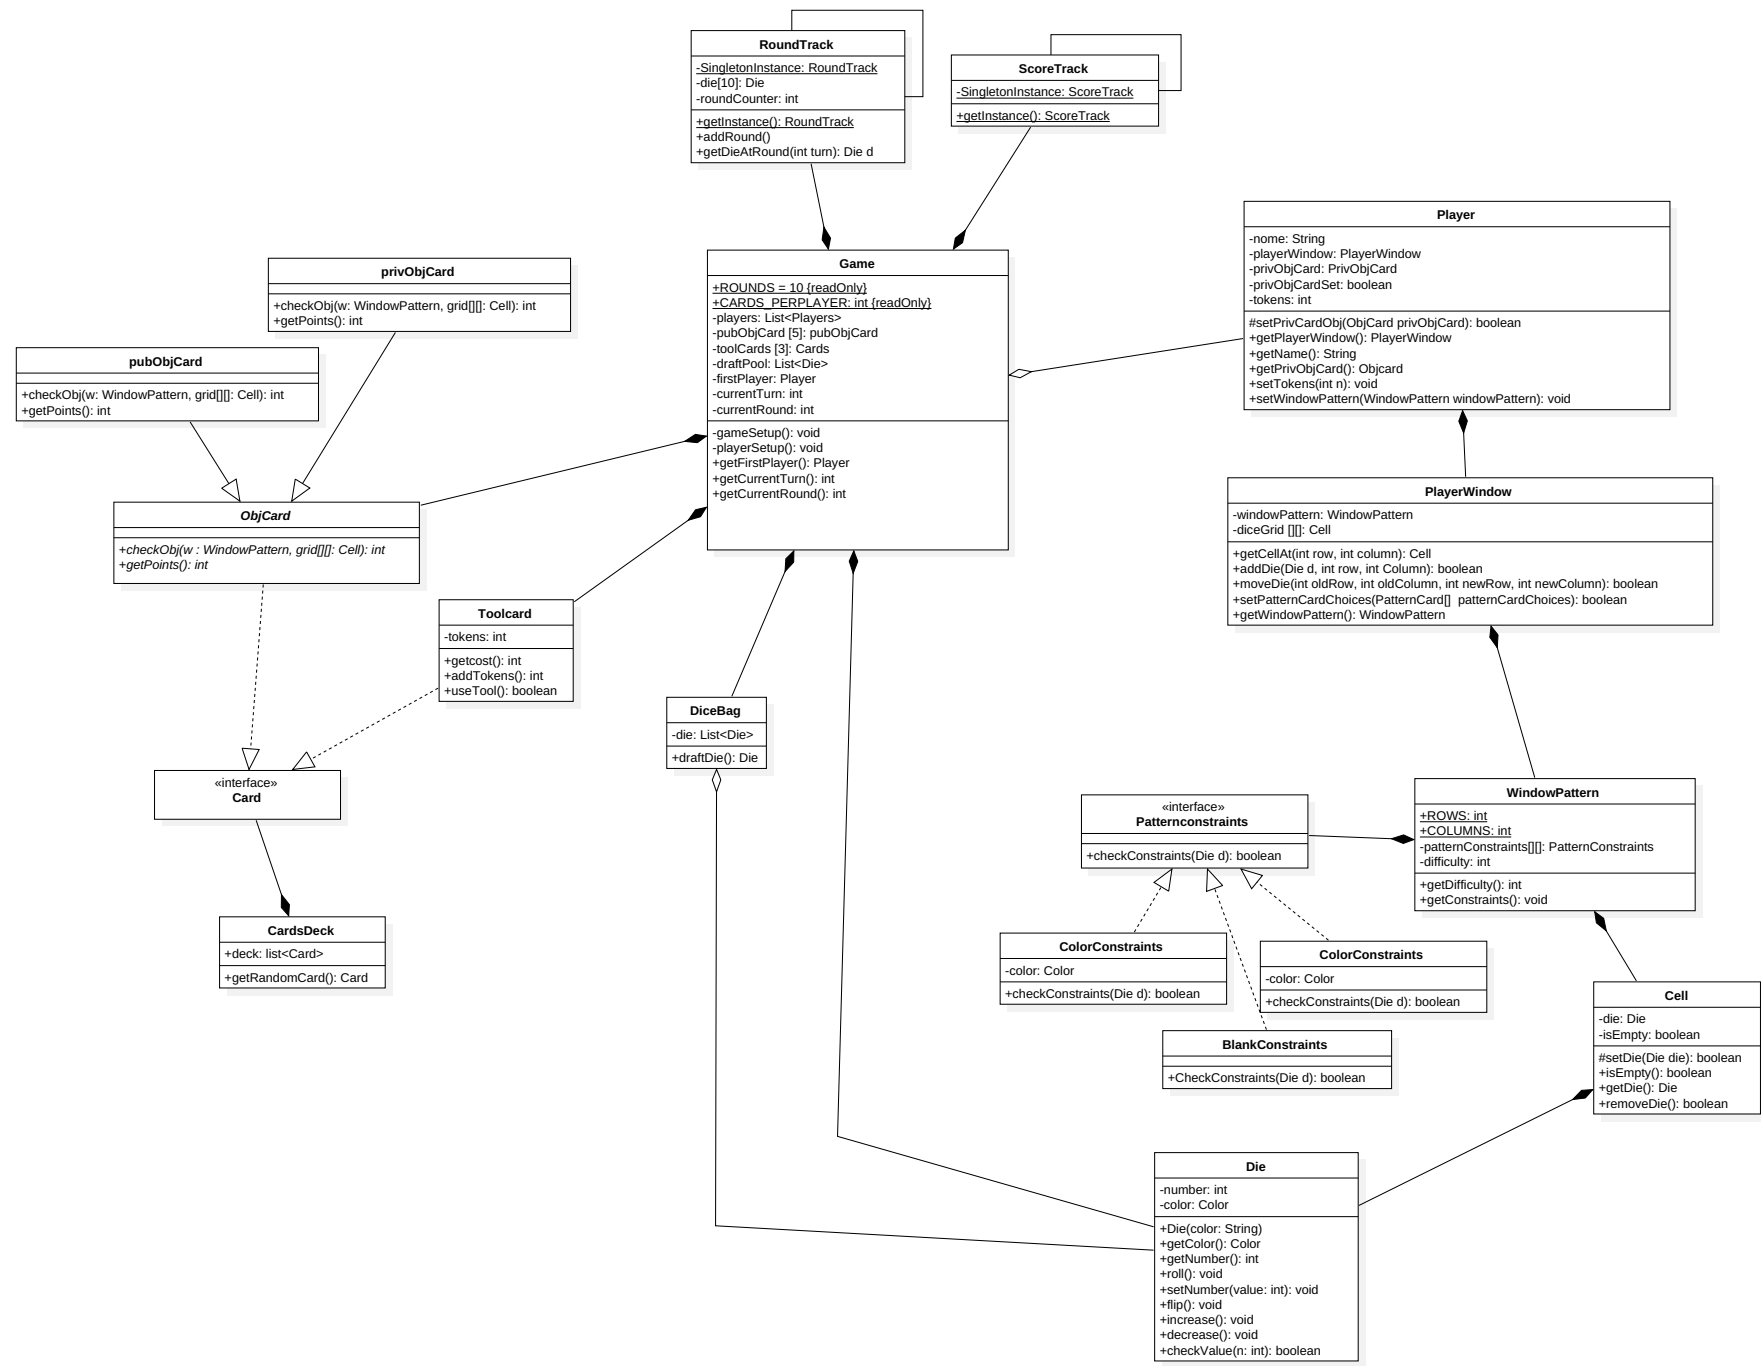 RoundTrack
-SingletonInstance: RoundTrack
-die[10]: Die
-roundCounter: int
+getInstance(): RoundTrack
+addRound()
+getDieAtRound(int turn): Die d
ScoreTrack
-SingletonInstance: ScoreTrack
+getInstance(): ScoreTrack
Player
-nome: String
-playerWindow: PlayerWindow
-privObjCard: PrivObjCard
-privObjCardSet: boolean
-tokens: int
#setPrivCardObj(ObjCard privObjCard): boolean
+getPlayerWindow(): PlayerWindow
+getName(): String
+getPrivObjCard(): Objcard
+setTokens(int n): void
+setWindowPattern(WindowPattern windowPattern): void
Game
+ROUNDS = 10 {readOnly}
+CARDS_PERPLAYER: int {readOnly}
-players: List<Players>
-pubObjCard [5]: pubObjCard
-toolCards [3]: Cards
-draftPool: List<Die>
-firstPlayer: Player
-currentTurn: int
-currentRound: int
-gameSetup(): void
-playerSetup(): void
+getFirstPlayer(): Player
+getCurrentTurn(): int
+getCurrentRound(): int
privObjCard
+checkObj(w: WindowPattern, grid[][]: Cell): int
+getPoints(): int
pubObjCard
+checkObj(w: WindowPattern, grid[][]: Cell): int
+getPoints(): int
ObjCard
+checkObj(w : WindowPattern, grid[][]: Cell): int
+getPoints(): int
PlayerWindow
-windowPattern: WindowPattern
-diceGrid [][]: Cell
+getCellAt(int row, int column): Cell
+addDie(Die d, int row, int Column): boolean
+moveDie(int oldRow, int oldColumn, int newRow, int newColumn): boolean
+setPatternCardChoices(PatternCard[]  patternCardChoices): boolean
+getWindowPattern(): WindowPattern
Toolcard
-tokens: int
+getcost(): int
+addTokens(): int
+useTool(): boolean
DiceBag
-die: List<Die>
+draftDie(): Die
«interface»
Card
CardsDeck
+deck: list<Card>
+getRandomCard(): Card
«interface»
Patternconstraints
+checkConstraints(Die d): boolean
WindowPattern
+ROWS: int
+COLUMNS: int
-patternConstraints[][]: PatternConstraints
-difficulty: int
+getDifficulty(): int
+getConstraints(): void
ColorConstraints
-color: Color
+checkConstraints(Die d): boolean
ColorConstraints
-color: Color
+checkConstraints(Die d): boolean
BlankConstraints
+CheckConstraints(Die d): boolean
Cell
-die: Die
-isEmpty: boolean
#setDie(Die die): boolean
+isEmpty(): boolean
+getDie(): Die
+removeDie(): boolean
Die
-number: int
-color: Color
+Die(color: String)
+getColor(): Color
+getNumber(): int
+roll(): void
+setNumber(value: int): void
+flip(): void
+increase(): void
+decrease(): void
+checkValue(n: int): boolean